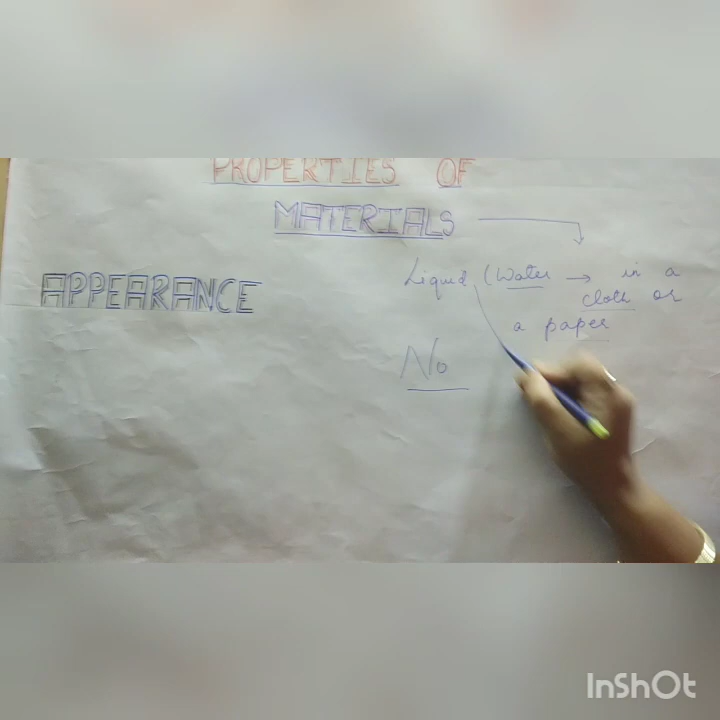 PROPERTIES OF
MATERIALS
APPEARANCE
Liquid (Water → in a
cloth or
a paper
No
InShOt